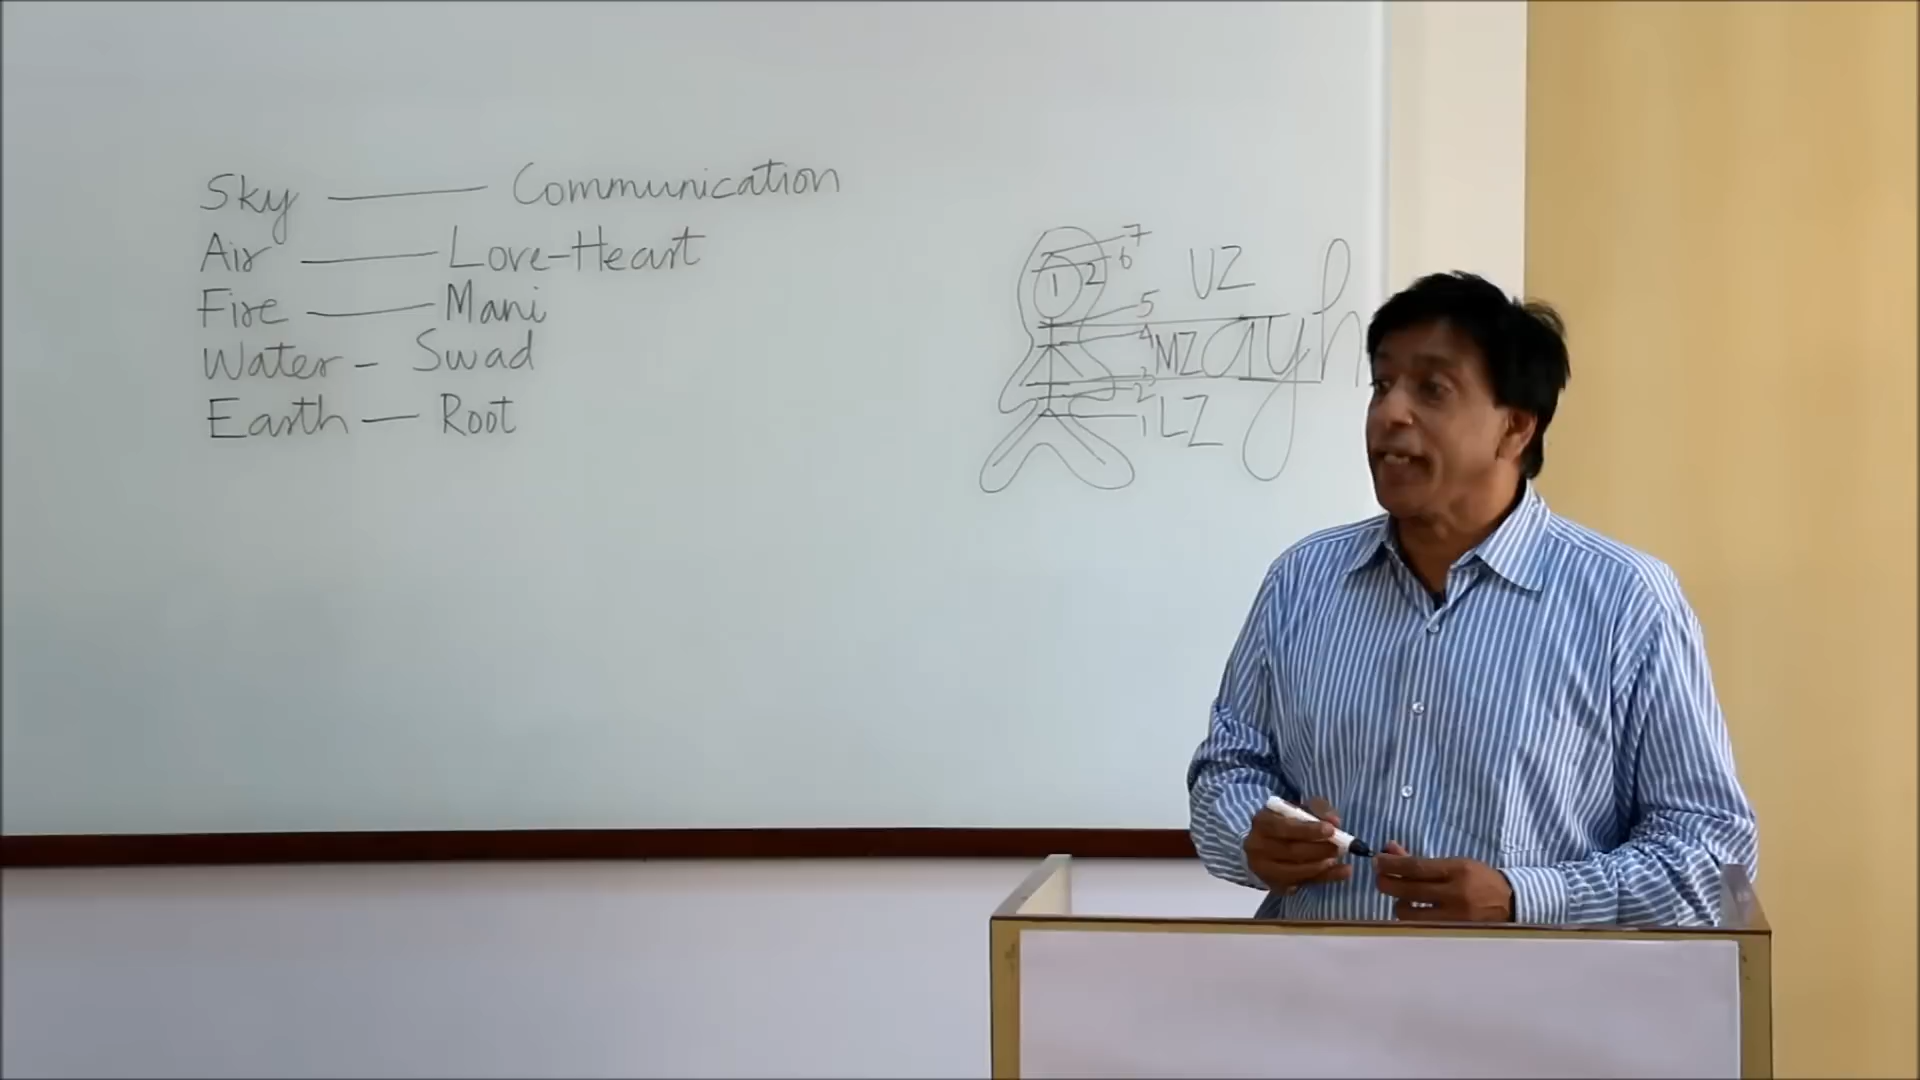 Sky — Communication
Air — Love-Heart
Fire — Mani
Water - Swad
Earth — Root
7
6
1 2
UZ
5
4
MZ ayh
3
2
1 LZ